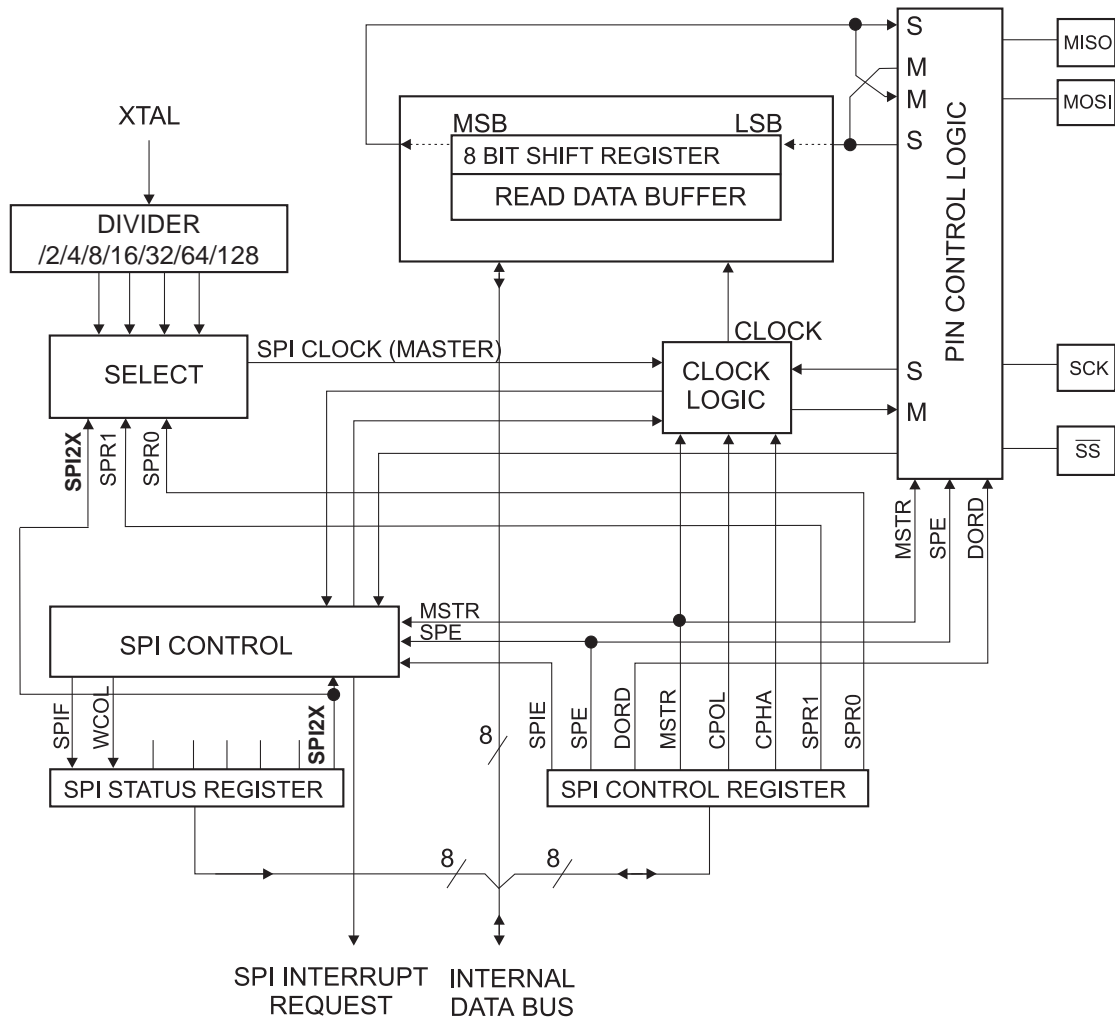 S
MISO
M
M
MOSI
XTAL
MSB
LSB
S
8 BIT SHIFT REGISTER
READ DATA BUFFER
DIVIDER
/2/4/8/16/32/64/128
PIN CONTROL LOGIC
CLOCK
SPI CLOCK (MASTER)
SELECT
CLOCK
LOGIC
S
M
SCK
SS
SPI2X
SPR1
SPR0
MSTR
SPE
DORD
MSTR
SPE
SPI CONTROL
SPIF
WCOL
SPI2X
SPIE
SPE
DORD
MSTR
CPOL
CPHA
SPR1
SPR0
8
SPI STATUS REGISTER
SPI CONTROL REGISTER
8
8
SPI INTERRUPT
REQUEST
INTERNAL
DATA BUS